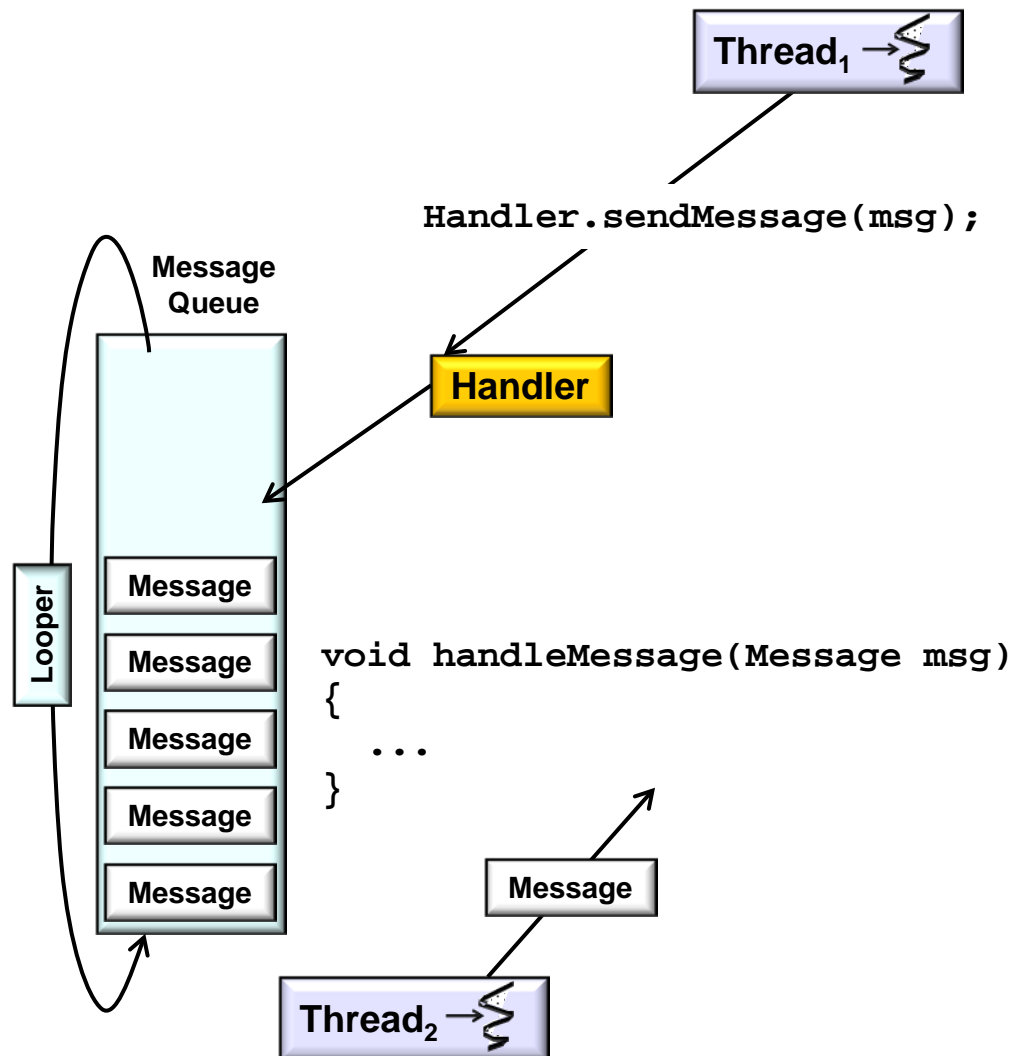 Thread1
Handler.sendMessage(msg);
Message
Queue
Handler
Looper
Message
Message
Message
Message
Message
void handleMessage(Message msg)
{
...
}
Message
Thread2